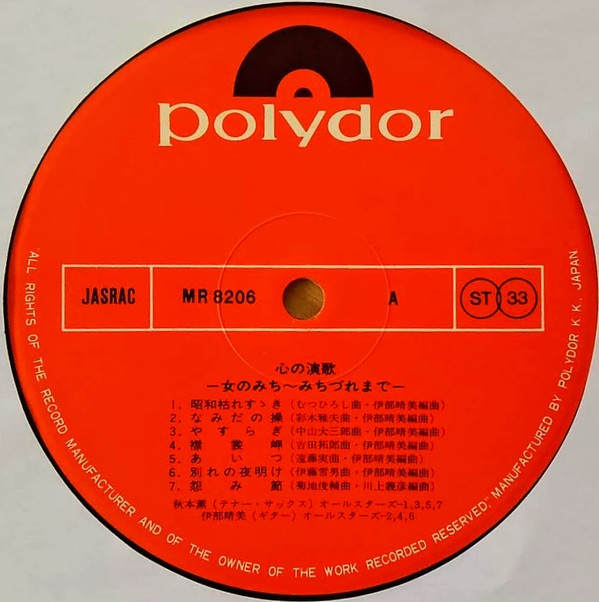 polydor
JASRAC MR 8206 A ST 33
心の演歌
—女のみち〜みちづれまで—
1. 昭和枯れすゝき (むつひろし曲・伊部晴美編曲)
2. なみだの操 (彩木雅夫曲・伊部晴美編曲)
3. やすらぎ (中山大三郎曲・伊部晴美編曲)
4. 襟裳岬 (吉田拓郎曲・伊部晴美編曲)
5. あいつ (遠藤実曲・伊部晴美編曲)
6. 別れの夜明け (伊藤雪男曲・伊部晴美編曲)
7. 怨み節 (菊池俊輔曲・川上義彦編曲)
秋本薫(テナー・サックス)オールスターズ-1,3,5,7
伊部晴美(ギター)オールスターズ-2,4,6
"ALL RIGHTS OF THE RECORD MANUFACTURER AND OF THE OWNER OF THE WORK RECORDED RESERVED." MANUFACTURED BY POLYDOR K.K., JAPAN